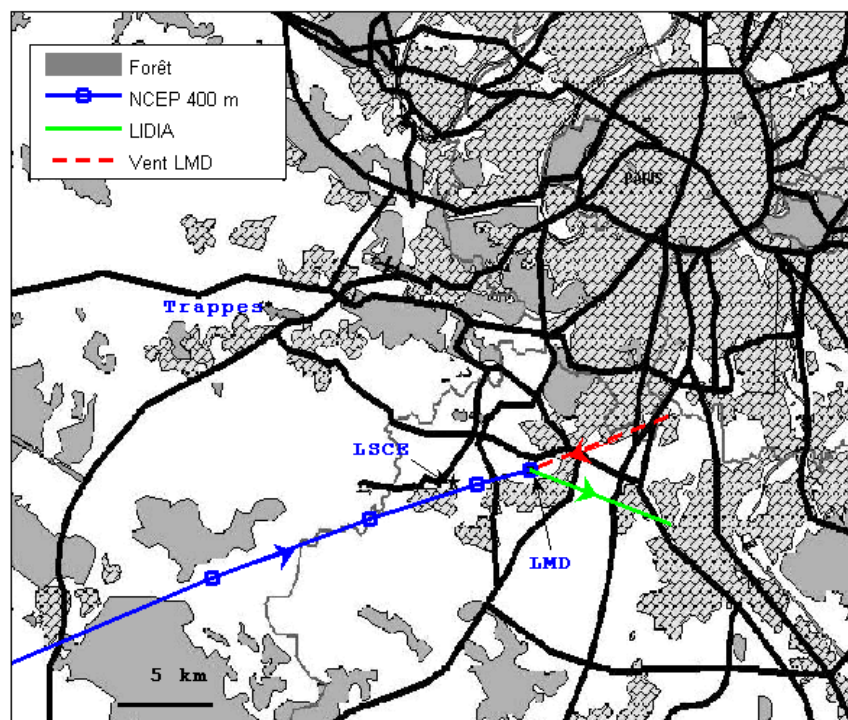 Forêt
NCEP 400 m
LIDIA
Vent LMD
PARIS
Trappes
LSCE
LMD
5 km